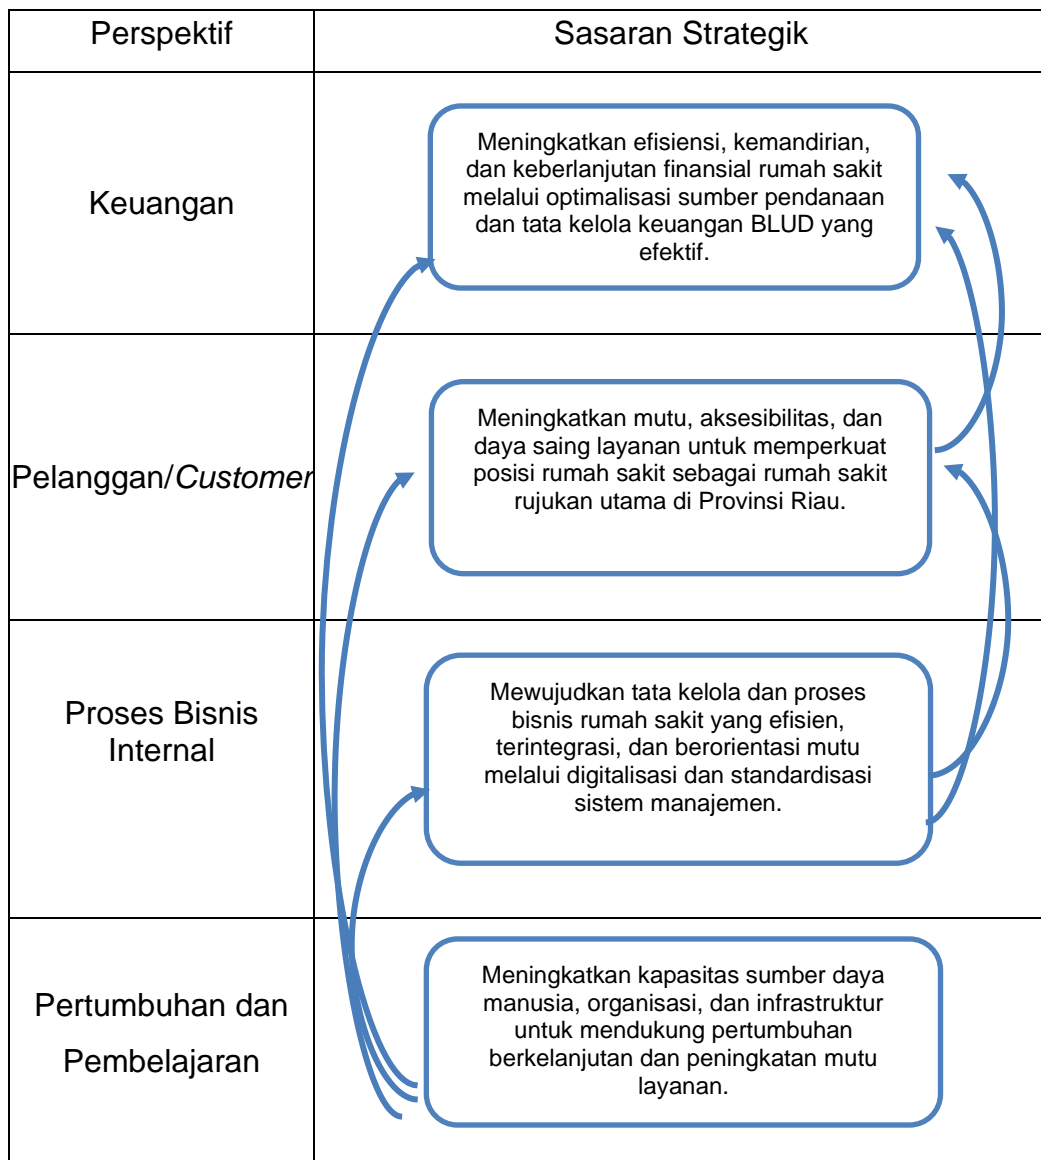 Perspektif
Sasaran Strategik
Keuangan
Meningkatkan efisiensi, kemandirian,
dan keberlanjutan finansial rumah sakit
melalui optimalisasi sumber pendanaan
dan tata kelola keuangan BLUD yang
efektif.
Pelanggan/Customer
Meningkatkan mutu, aksesibilitas, dan
daya saing layanan untuk memperkuat
posisi rumah sakit sebagai rumah sakit
rujukan utama di Provinsi Riau.
Proses Bisnis
Internal
Mewujudkan tata kelola dan proses
bisnis rumah sakit yang efisien,
terintegrasi, dan berorientasi mutu
melalui digitalisasi dan standardisasi
sistem manajemen.
Pertumbuhan dan
Pembelajaran
Meningkatkan kapasitas sumber daya
manusia, organisasi, dan infrastruktur
untuk mendukung pertumbuhan
berkelanjutan dan peningkatan mutu
layanan.